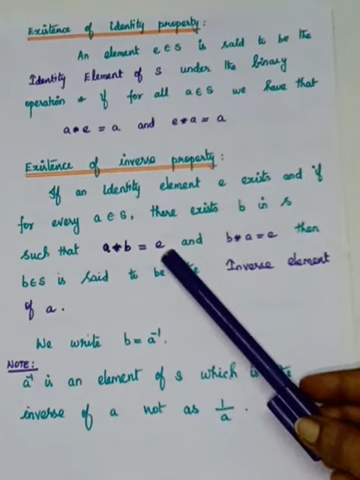 Existence of Identity property:
An element e ∈ S is said to be the
Identity Element of S under the binary
operation * if for all a ∈ S we have that
a * e = a and e * a = a
Existence of inverse property:
If an Identity element e exists and if
for every a ∈ S, there exists b in S
such that a * b = e and b * a = e then
b ∈ S is said to be Inverse element
of a.
We write b = a⁻¹.
NOTE:
a⁻¹ is an element of S which is
inverse of a not as 1/a.